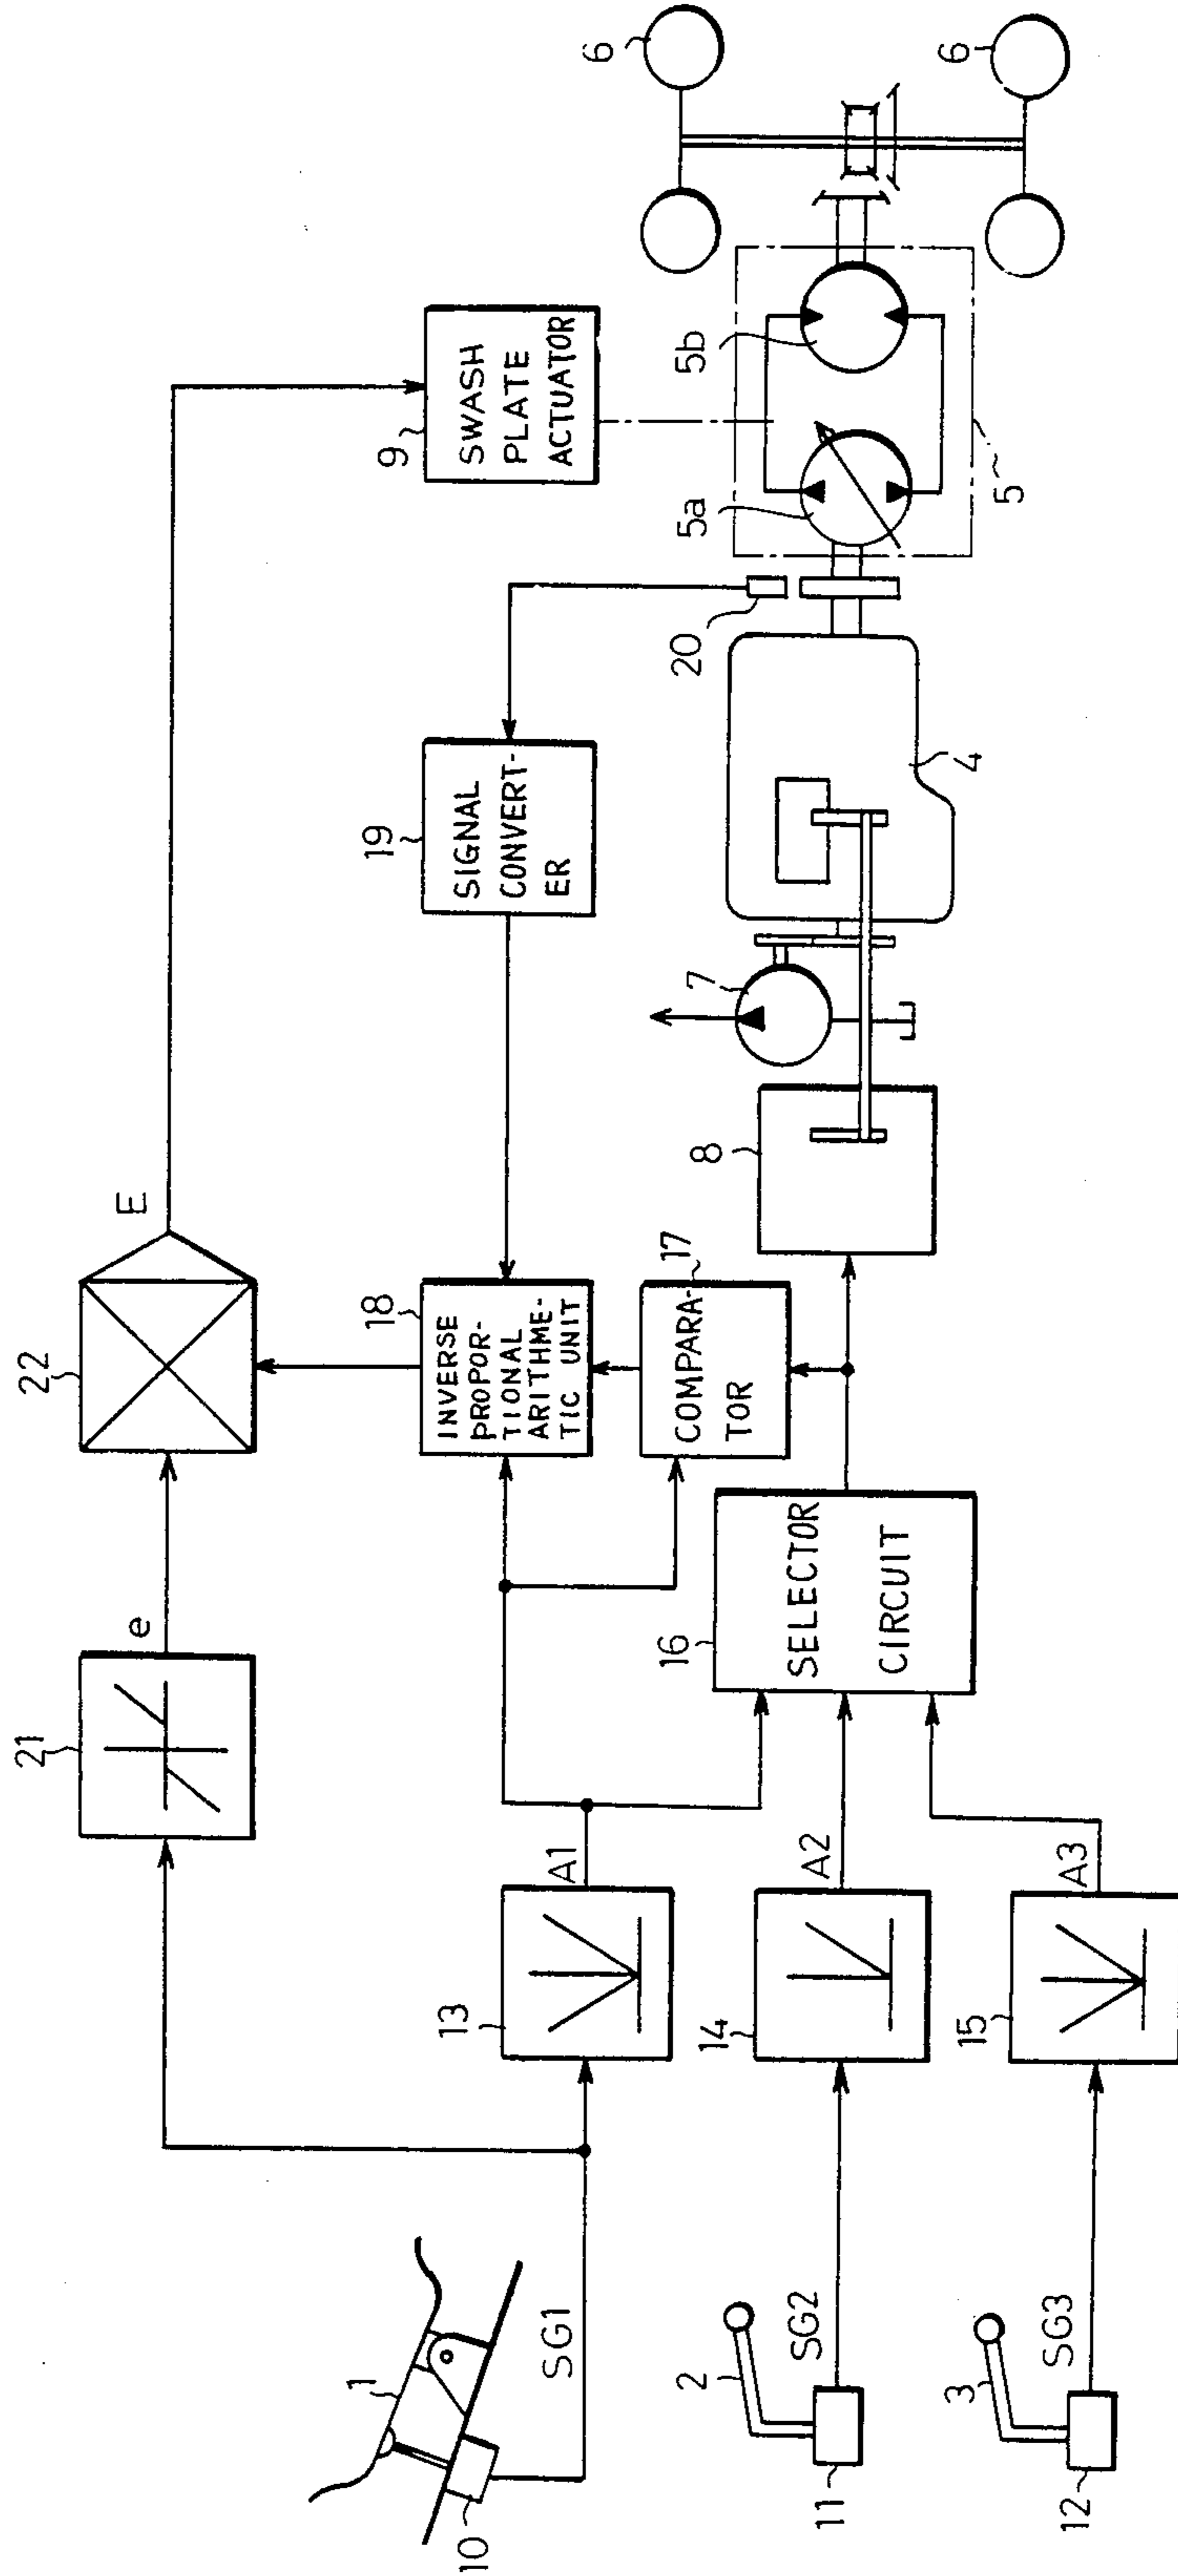 22
E
21
e
9
SWASH
PLATE
ACTUATOR
19
SIGNAL
CONVERT-
ER
18
INVERSE
PROPOR-
TIONAL
ARITHME-
TIC UNIT
17
COMPARA-
TOR
1
10
SG1
13
A1
2
11
SG2
14
A2
3
12
SG3
15
A3
16
SELECTOR
CIRCUIT
8
7
4
20
5a
5b
5
6
6